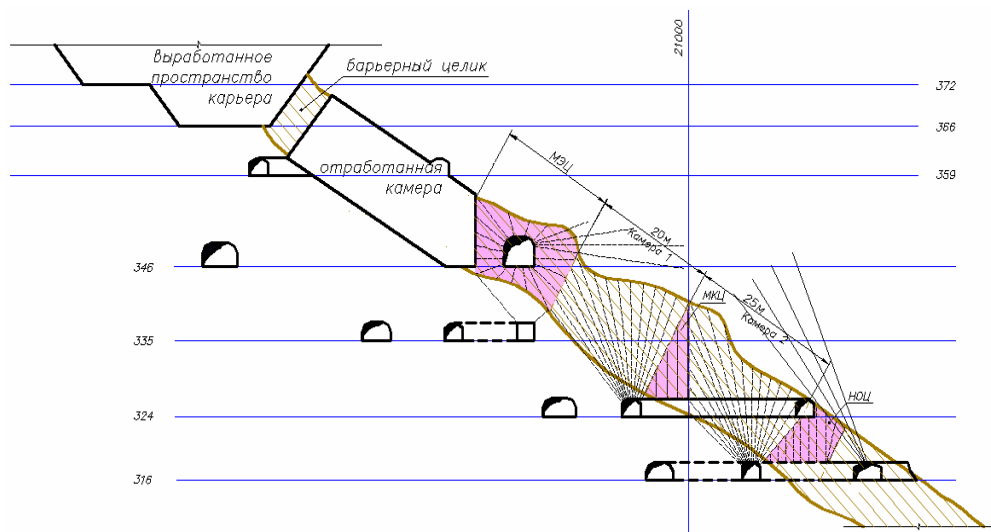 выработанное
пространство
карьера
барьерный целик
21000
372
366
359
отработанная
камера
МЭЦ
20м
Камера 1
346
МКЦ
25м
Камера 2
335
НОЦ
324
316